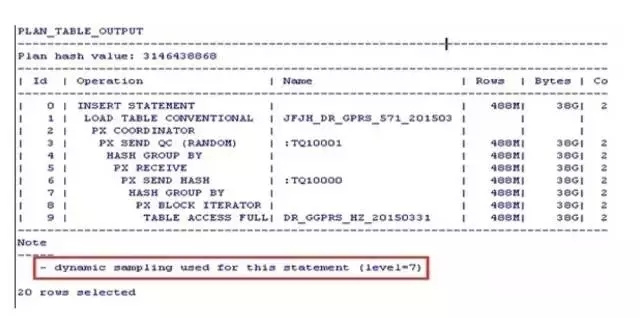 PLAN_TABLE_OUTPUT
Plan hash value: 3146438868
| Id | Operation | Name | Rows | Bytes | Co
| 0 | INSERT STATEMENT | | 488M| 38G| 2
| 1 | LOAD TABLE CONVENTIONAL | JFJH_DR_GPRS_571_201503 | | |
| 2 | PX COORDINATOR | | | |
| 3 | PX SEND QC (RANDOM) | :TQ10001 | 488M| 38G| 2
| 4 | HASH GROUP BY | | 488M| 38G| 2
| 5 | PX RECEIVE | | 488M| 38G| 2
| 6 | PX SEND HASH | :TQ10000 | 488M| 38G| 2
| 7 | HASH GROUP BY | | 488M| 38G| 2
| 8 | PX BLOCK ITERATOR | | 488M| 38G| 2
| 9 | TABLE ACCESS FULL| DR_GGPRS_HZ_20150331 | 488M| 38G| 2
Note
- dynamic sampling used for this statement (level=7)
20 rows selected